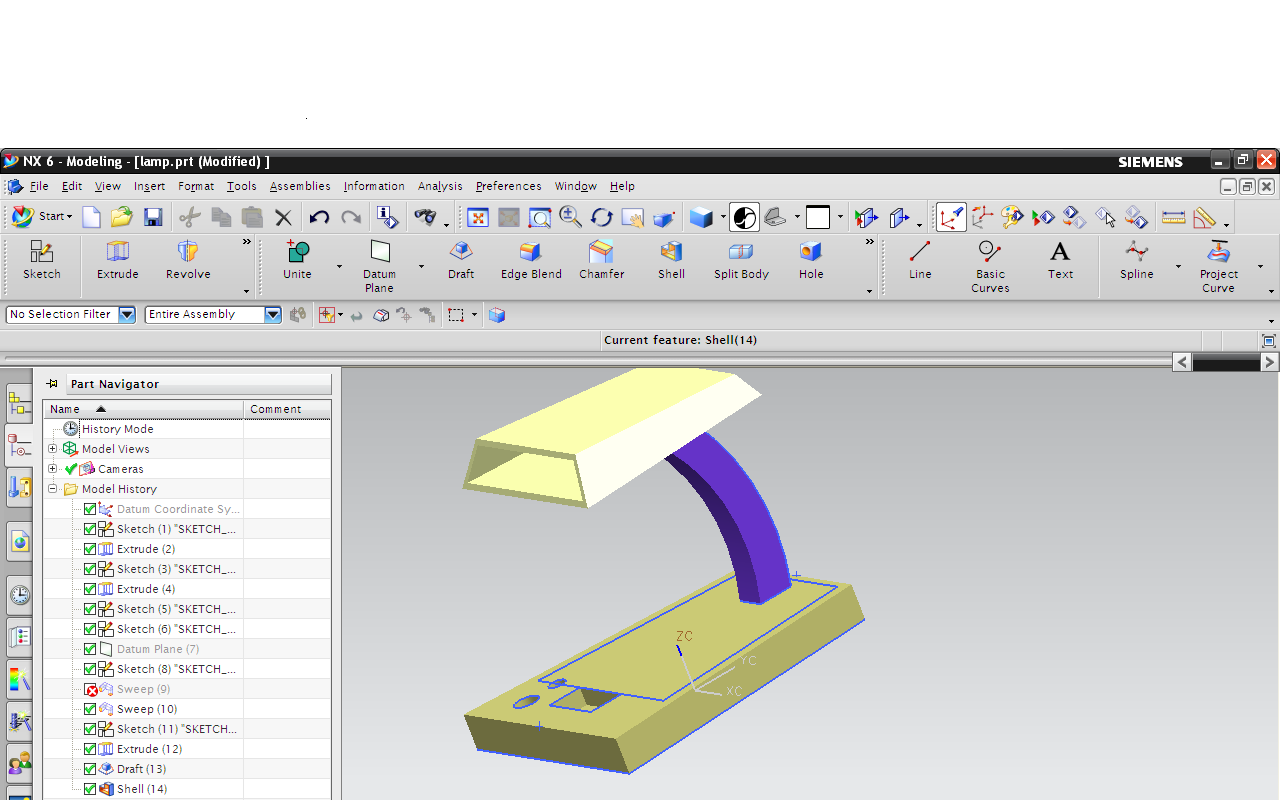 NX 6 - Modeling - [lamp.prt (Modified) ]
SIEMENS
File Edit View Insert Format Tools Assemblies Information Analysis Preferences Window Help
Start
Sketch Extrude Revolve Unite Datum Plane Draft Edge Blend Chamfer Shell Split Body Hole Line Basic Curves Text Spline Project Curve
No Selection Filter Entire Assembly
Current feature: Shell(14)
Part Navigator
Name Comment
History Mode
Model Views
Cameras
Model History
Datum Coordinate Sy...
Sketch (1) "SKETCH_...
Extrude (2)
Sketch (3) "SKETCH_...
Extrude (4)
Sketch (5) "SKETCH_...
Sketch (6) "SKETCH_...
Datum Plane (7)
Sketch (8) "SKETCH_...
Sweep (9)
Sweep (10)
Sketch (11) "SKETCH...
Extrude (12)
Draft (13)
Shell (14)
ZC
YC
XC